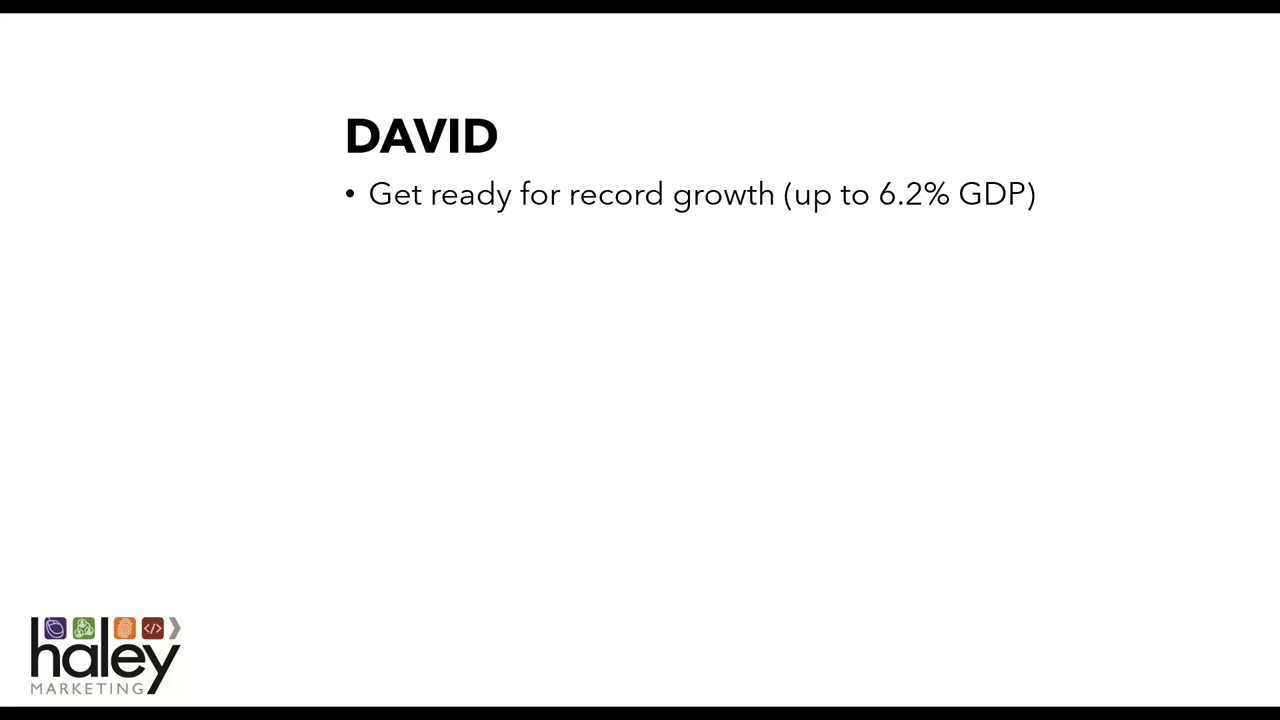 DAVID
• Get ready for record growth (up to 6.2% GDP)
haley
MARKETING